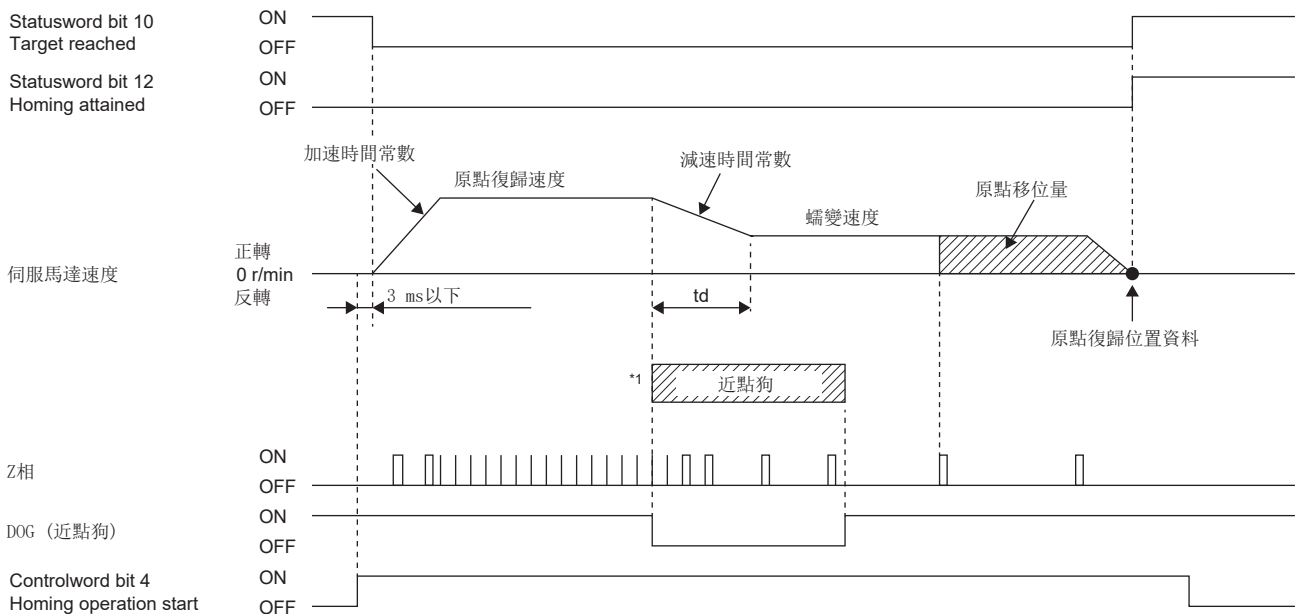 Statusword bit 10
Target reached
ON
OFF
Statusword bit 12
Homing attained
ON
OFF
加速時間常數
原點復歸速度
減速時間常數
蠕變速度
原點移位量
伺服馬達速度
正轉
0 r/min
反轉
3 ms以下
td
原點復歸位置資料
*1
近點狗
Z相
ON
OFF
DOG (近點狗)
ON
OFF
Controlword bit 4
Homing operation start
ON
OFF